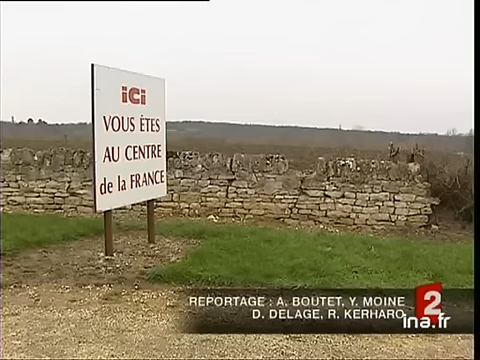 ici
VOUS ÊTES
AU CENTRE
de la FRANCE
REPORTAGE : A. BOUTET, Y. MOINE
D. DELAGE, R. KERHARO
2
ina.fr